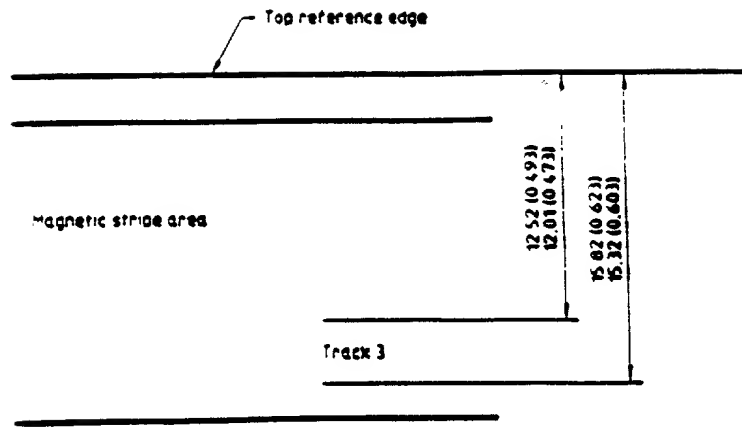 Top reference edge
12.52 (0.493)
12.01 (0.473)
15.82 (0.623)
15.32 (0.603)
Magnetic stripe area
Track 3